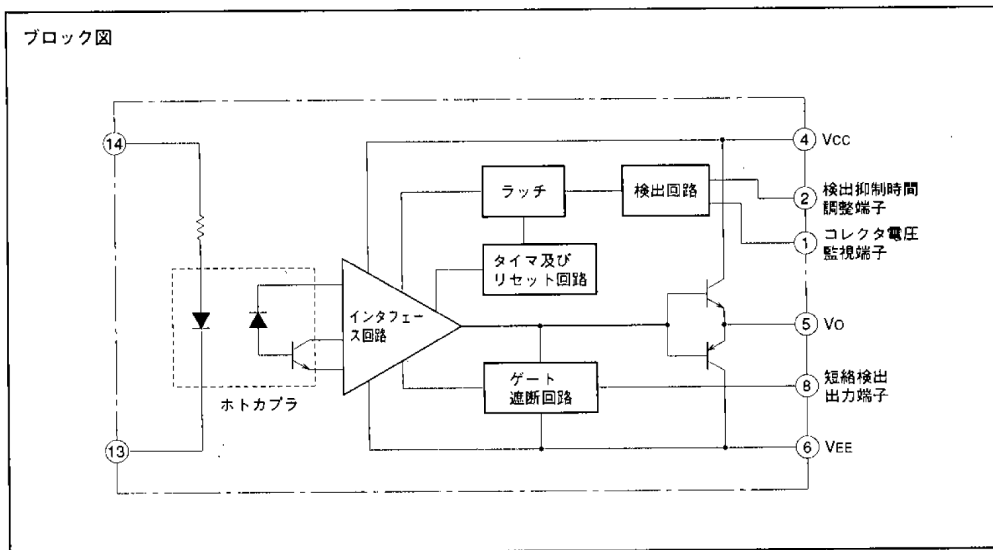 ブロック図
14
4 VCC
ラッチ
検出回路
2 検出抑制時間
調整端子
1 コレクタ電圧
監視端子
タイマ及び
リセット回路
インタフェー
ス回路
5 VO
ゲート
遮断回路
8 短絡検出
出力端子
ホトカプラ
13
6 VEE